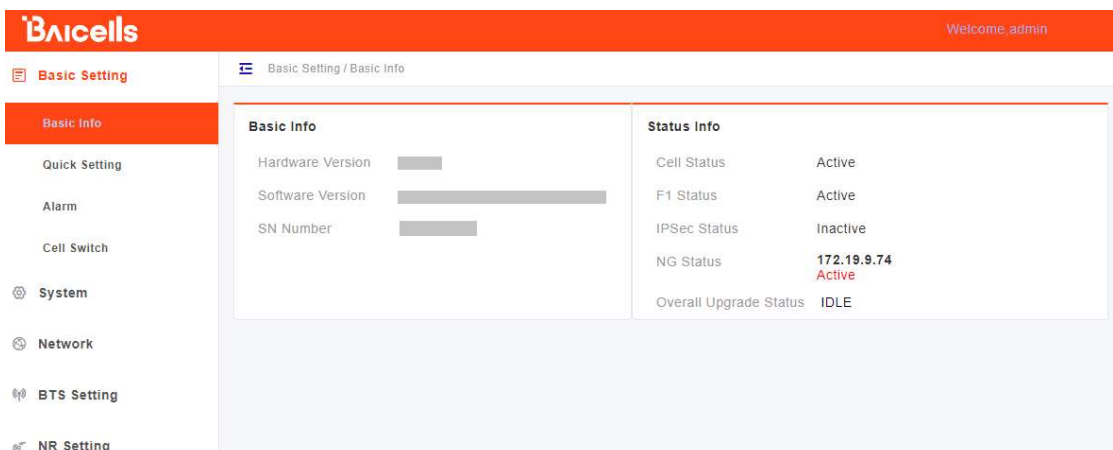 Baicells
Welcome,admin
Basic Setting
Basic Setting / Basic Info
Basic Info
Quick Setting
Alarm
Cell Switch
System
Network
BTS Setting
NR Setting
Basic Info
Hardware Version
Software Version
SN Number
Status Info
Cell Status Active
F1 Status Active
IPSec Status Inactive
NG Status 172.19.9.74
Active
Overall Upgrade Status IDLE